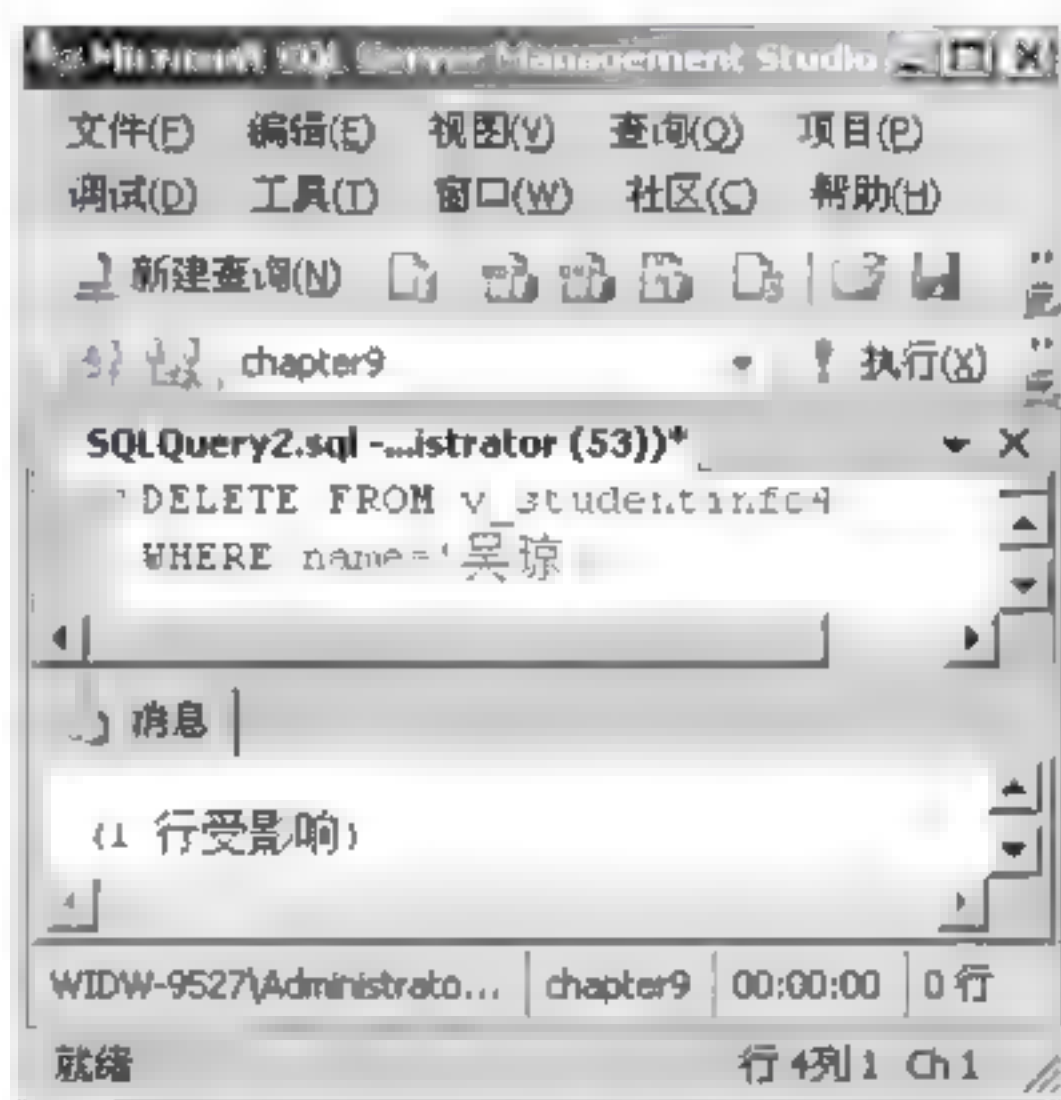 Microsoft SQL Server Management Studio
文件(F) 编辑(E) 视图(V) 查询(Q) 项目(P)
调试(D) 工具(T) 窗口(W) 社区(C) 帮助(H)
新建查询(N)
chapter9 执行(X)
SQLQuery2.sql -...istrator (53))*
DELETE FROM v_studentinfo4
WHERE name='吴琼
消息
(1 行受影响)
WIDW-9527\Administrato... chapter9 00:00:00 0 行
就绪 行 4 列 1 Ch 1